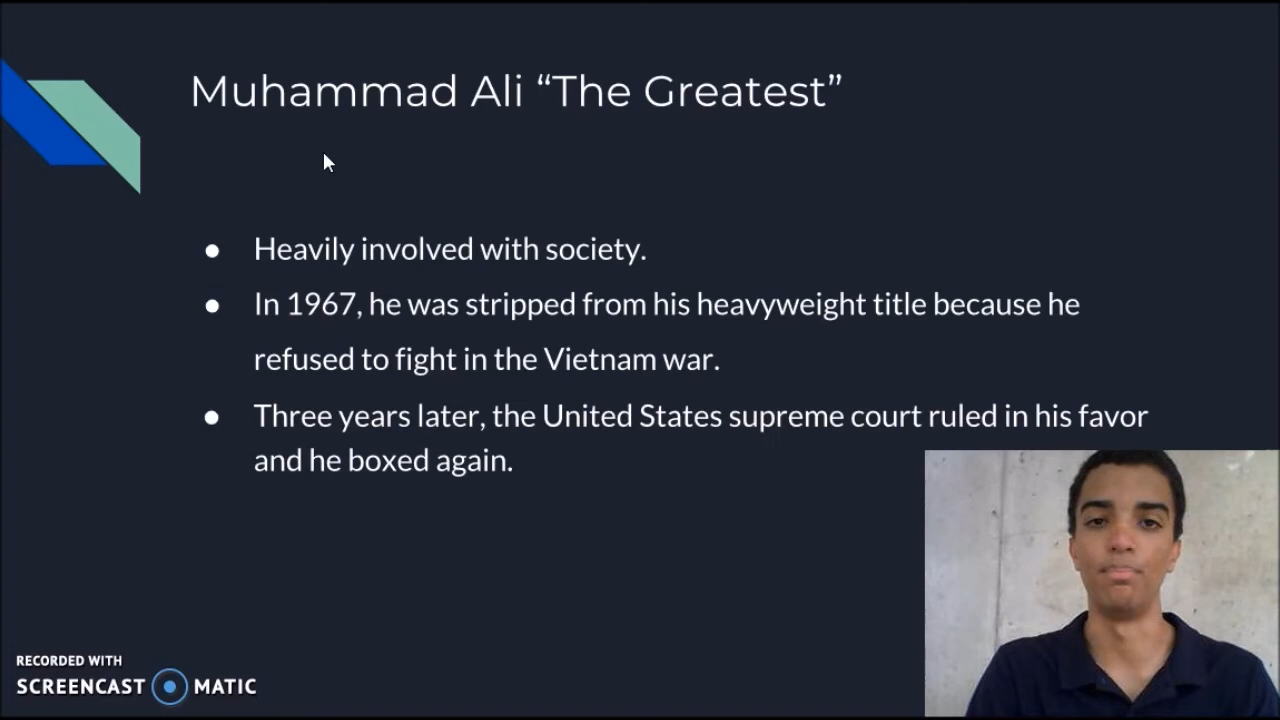 Muhammad Ali “The Greatest”
● Heavily involved with society.
● In 1967, he was stripped from his heavyweight title because he
refused to fight in the Vietnam war.
● Three years later, the United States supreme court ruled in his favor
and he boxed again.
RECORDED WITH
SCREENCAST MATIC